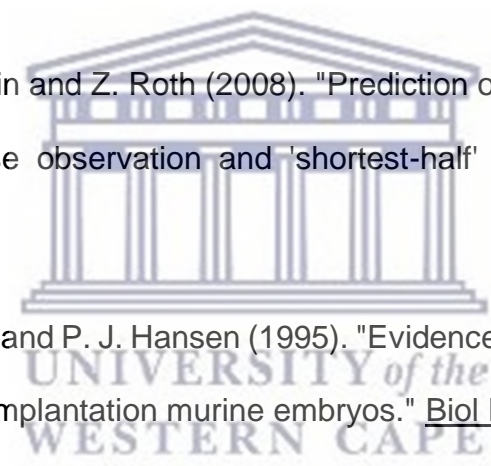 in and Z. Roth (2008). "Prediction o
e observation and 'shortest-half'
and P. J. Hansen (1995). "Evidence
UNIVERSITY of the
mplantation murine embryos." Biol
WESTERN CAPE